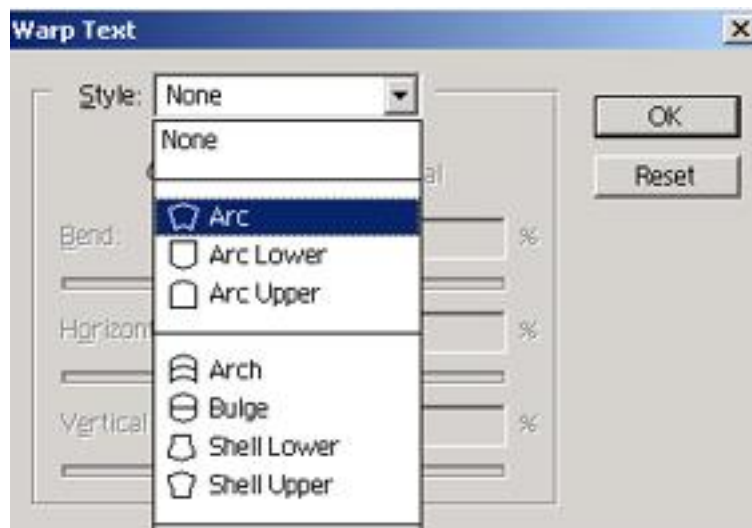 Warp Text
Style: None
OK
None
Reset
Arc
Bend: %
Arc Lower
Arc Upper
%
Arch
Bulge
Vertical %
Shell Lower
Shell Upper